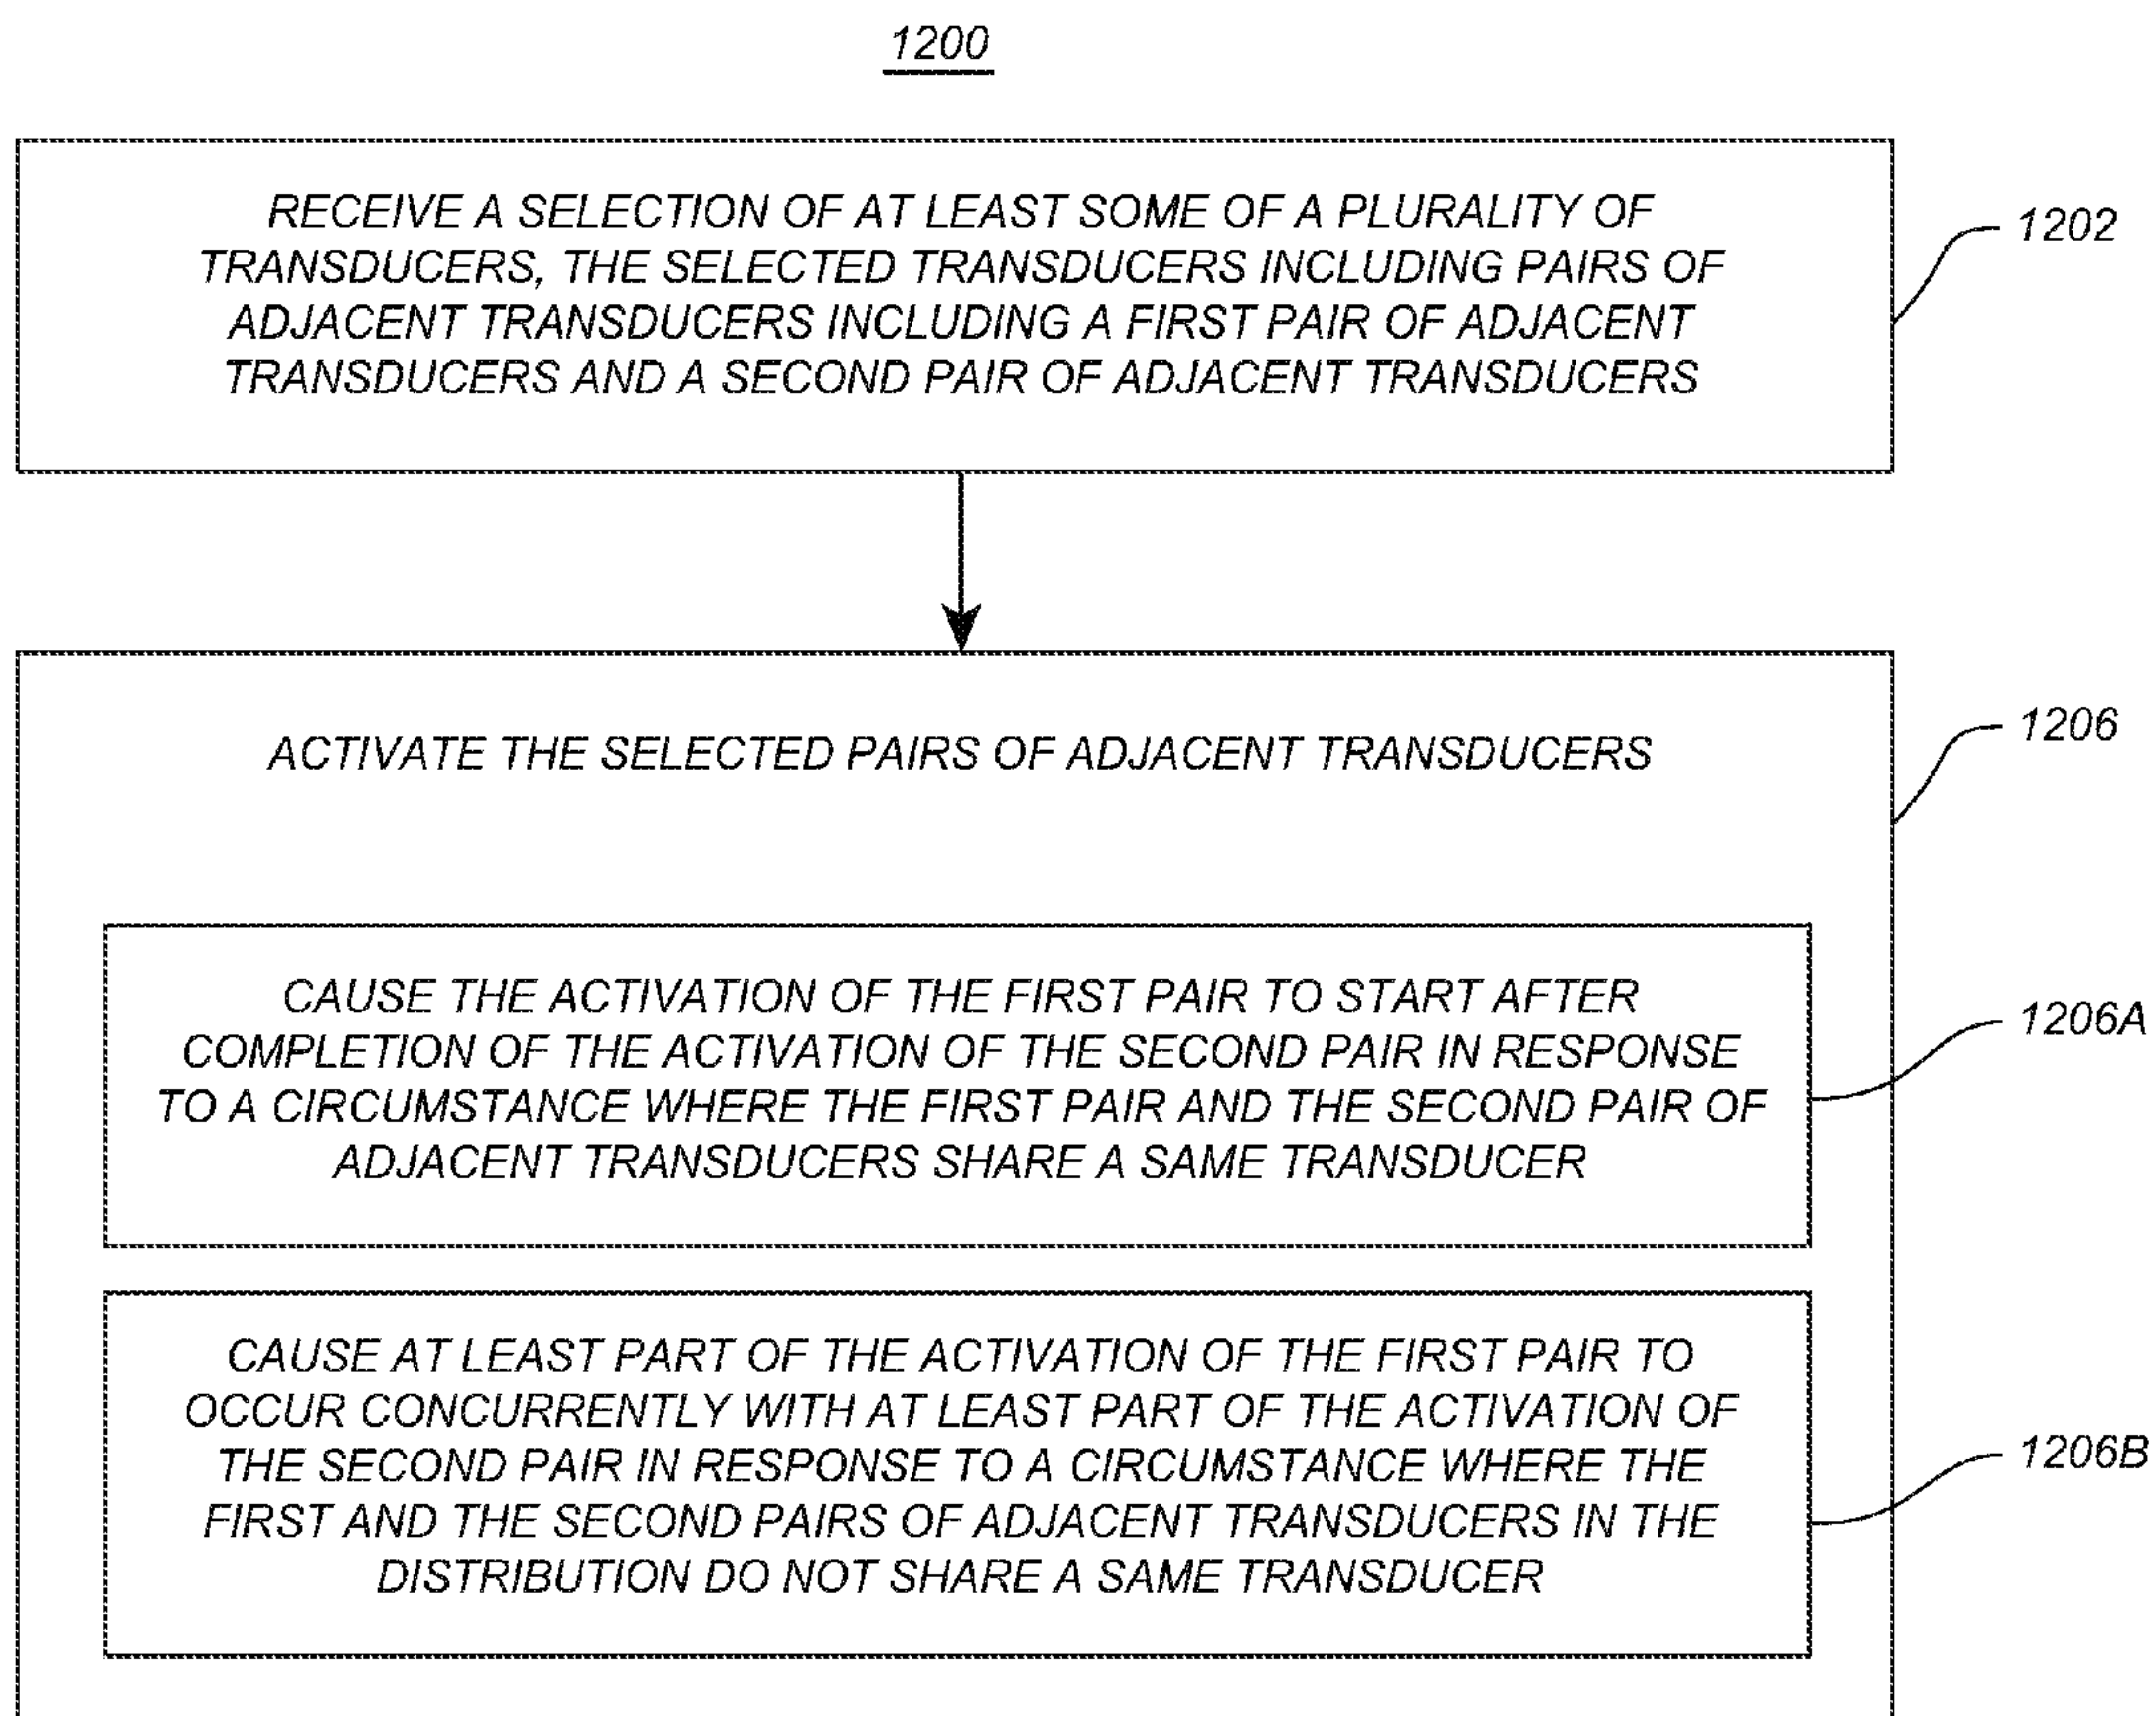 1200
RECEIVE A SELECTION OF AT LEAST SOME OF A PLURALITY OF
TRANSDUCERS, THE SELECTED TRANSDUCERS INCLUDING PAIRS OF
ADJACENT TRANSDUCERS INCLUDING A FIRST PAIR OF ADJACENT
TRANSDUCERS AND A SECOND PAIR OF ADJACENT TRANSDUCERS
1202
ACTIVATE THE SELECTED PAIRS OF ADJACENT TRANSDUCERS
1206
CAUSE THE ACTIVATION OF THE FIRST PAIR TO START AFTER
COMPLETION OF THE ACTIVATION OF THE SECOND PAIR IN RESPONSE
TO A CIRCUMSTANCE WHERE THE FIRST PAIR AND THE SECOND PAIR OF
ADJACENT TRANSDUCERS SHARE A SAME TRANSDUCER
1206A
CAUSE AT LEAST PART OF THE ACTIVATION OF THE FIRST PAIR TO
OCCUR CONCURRENTLY WITH AT LEAST PART OF THE ACTIVATION OF
THE SECOND PAIR IN RESPONSE TO A CIRCUMSTANCE WHERE THE
FIRST AND THE SECOND PAIRS OF ADJACENT TRANSDUCERS IN THE
DISTRIBUTION DO NOT SHARE A SAME TRANSDUCER
1206B